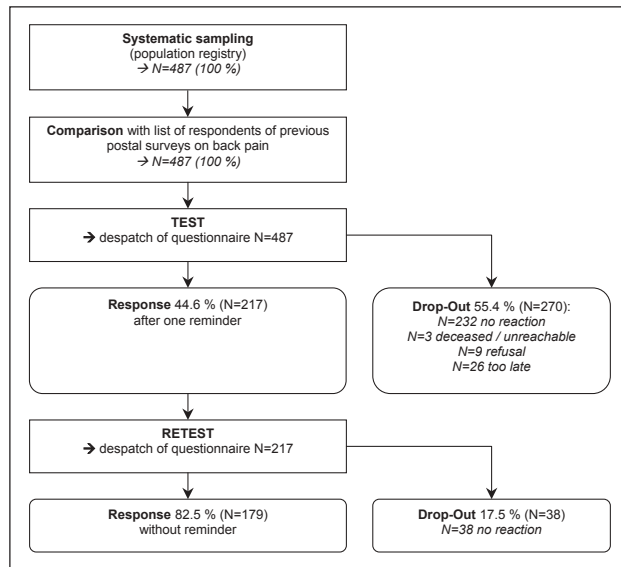 Systematic sampling
(population registry)
→ N=487 (100 %)
Comparison with list of respondents of previous
postal surveys on back pain
→ N=487 (100 %)
TEST
→ despatch of questionnaire N=487
Response 44.6 % (N=217)
after one reminder
Drop-Out 55.4 % (N=270):
N=232 no reaction
N=3 deceased / unreachable
N=9 refusal
N=26 too late
RETEST
→ despatch of questionnaire N=217
Response 82.5 % (N=179)
without reminder
Drop-Out 17.5 % (N=38)
N=38 no reaction